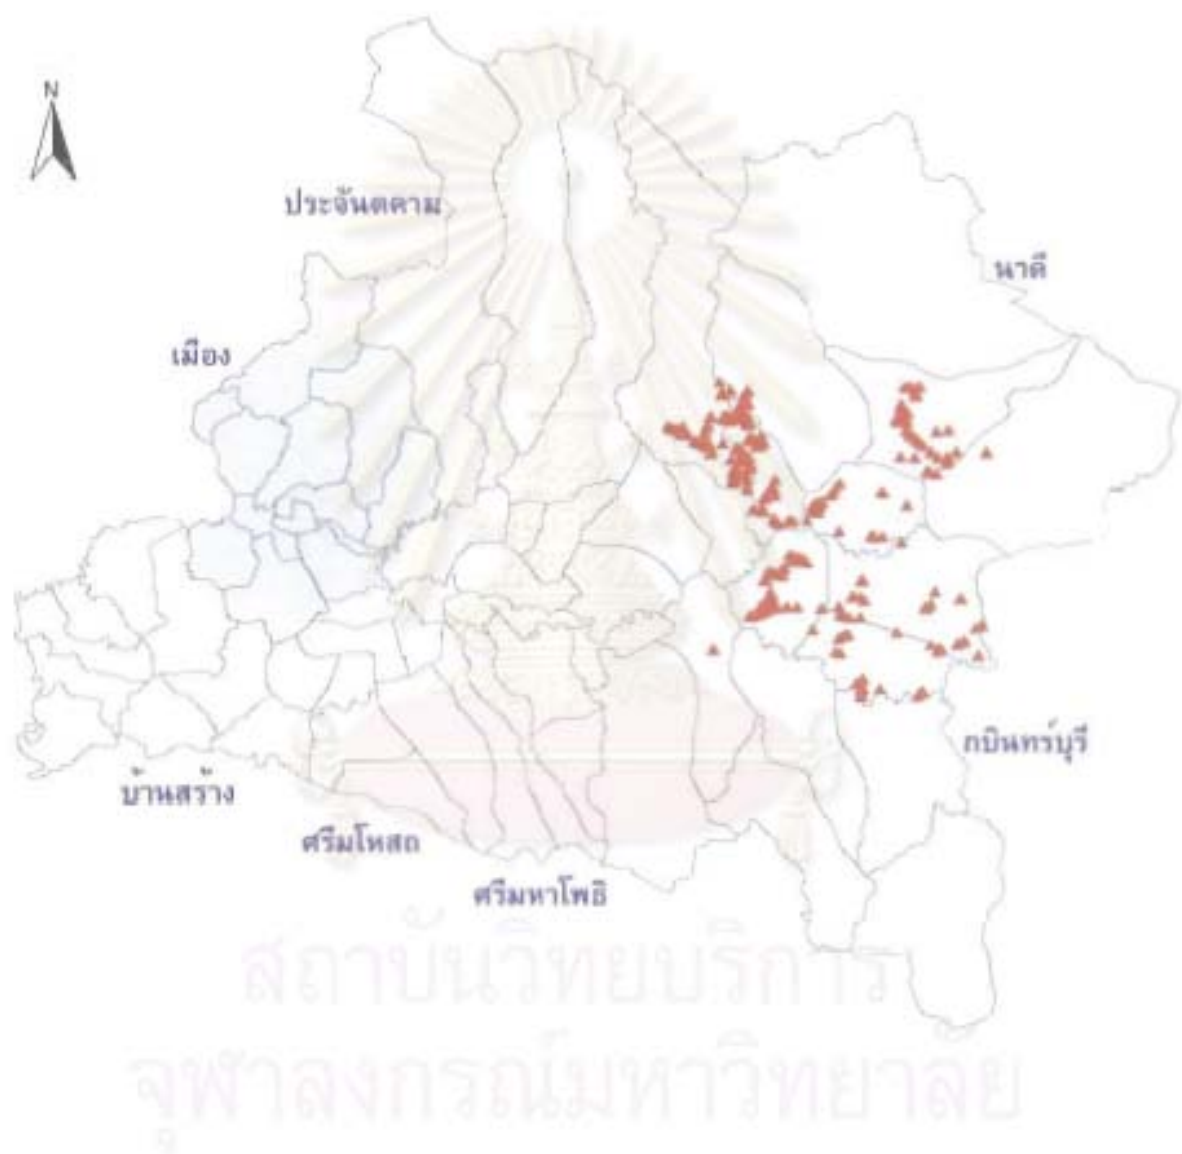 N
ประจันตคาม
นาดี
เมือง
กบินทร์บุรี
บ้านสร้าง
ศรีมโหสถ
ศรีมหาโพธิ
สถาบันวิทยบริการ
จุฬาลงกรณ์มหาวิทยาลัย